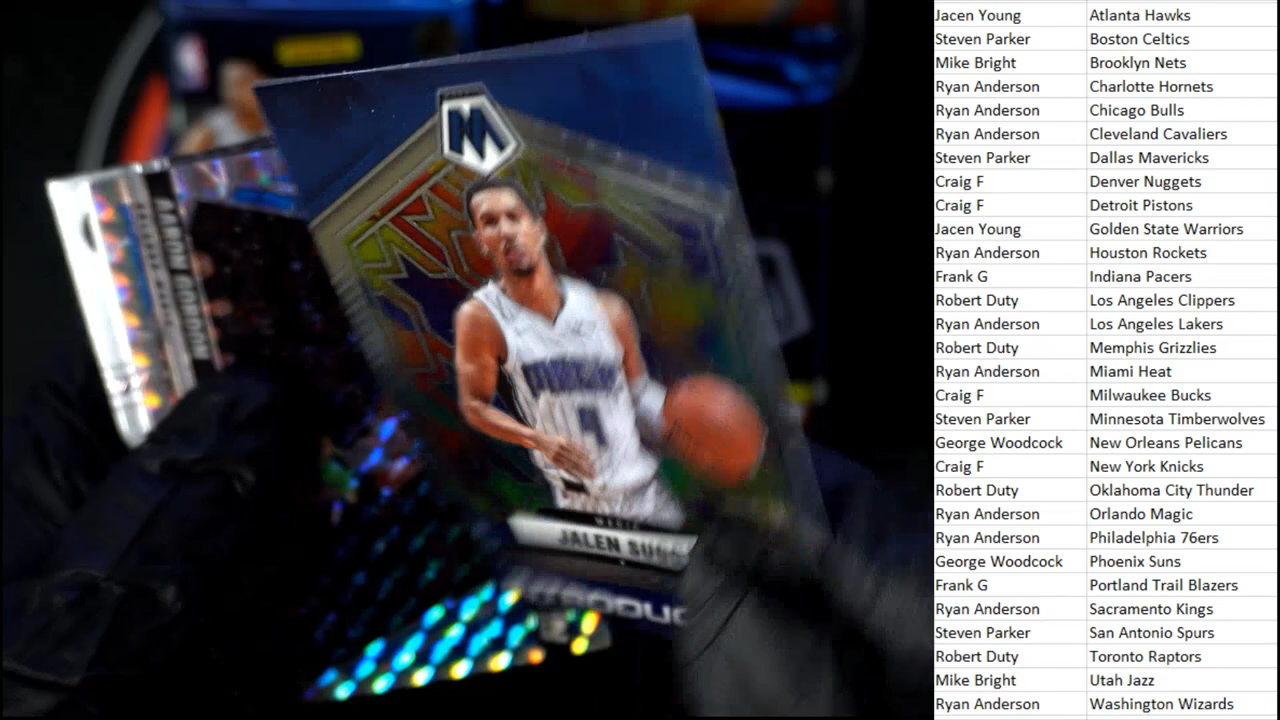 AARON GORDON
MAGIC
JALEN SUGGS
Jacen Young Atlanta Hawks
Steven Parker Boston Celtics
Mike Bright Brooklyn Nets
Ryan Anderson Charlotte Hornets
Ryan Anderson Chicago Bulls
Ryan Anderson Cleveland Cavaliers
Steven Parker Dallas Mavericks
Craig F Denver Nuggets
Craig F Detroit Pistons
Jacen Young Golden State Warriors
Ryan Anderson Houston Rockets
Frank G Indiana Pacers
Robert Duty Los Angeles Clippers
Ryan Anderson Los Angeles Lakers
Robert Duty Memphis Grizzlies
Ryan Anderson Miami Heat
Craig F Milwaukee Bucks
Steven Parker Minnesota Timberwolves
George Woodcock New Orleans Pelicans
Craig F New York Knicks
Robert Duty Oklahoma City Thunder
Ryan Anderson Orlando Magic
Ryan Anderson Philadelphia 76ers
George Woodcock Phoenix Suns
Frank G Portland Trail Blazers
Ryan Anderson Sacramento Kings
Steven Parker San Antonio Spurs
Robert Duty Toronto Raptors
Mike Bright Utah Jazz
Ryan Anderson Washington Wizards